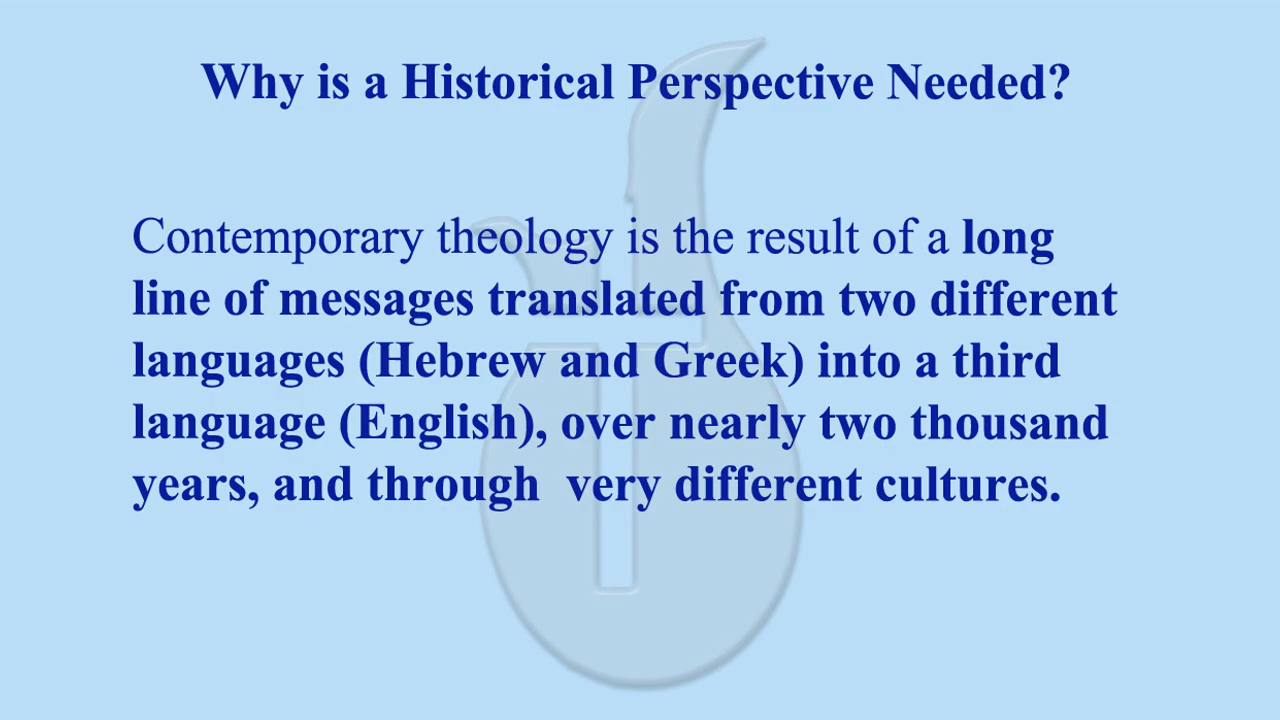 Why is a Historical Perspective Needed?
Contemporary theology is the result of a long
line of messages translated from two different
languages (Hebrew and Greek) into a third
language (English), over nearly two thousand
years, and through  very different cultures.